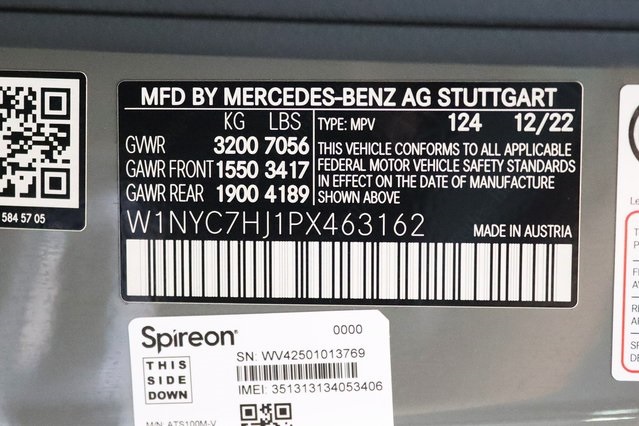 MFD BY MERCEDES-BENZ AG STUTTGART
KG LBS
GVWR 3200 7056
GAWR FRONT 1550 3417
GAWR REAR 1900 4189
TYPE: MPV 124 12/22
THIS VEHICLE CONFORMS TO ALL APPLICABLE
FEDERAL MOTOR VEHICLE SAFETY STANDARDS
IN EFFECT ON THE DATE OF MANUFACTURE
SHOWN ABOVE
W1NYC7HJ1PX463162 MADE IN AUSTRIA
584 57 05
Spireon® 0000
THIS
SIDE
DOWN
SN: WV42501013769
IMEI: 351313134053406
M/N: ATS100M-V